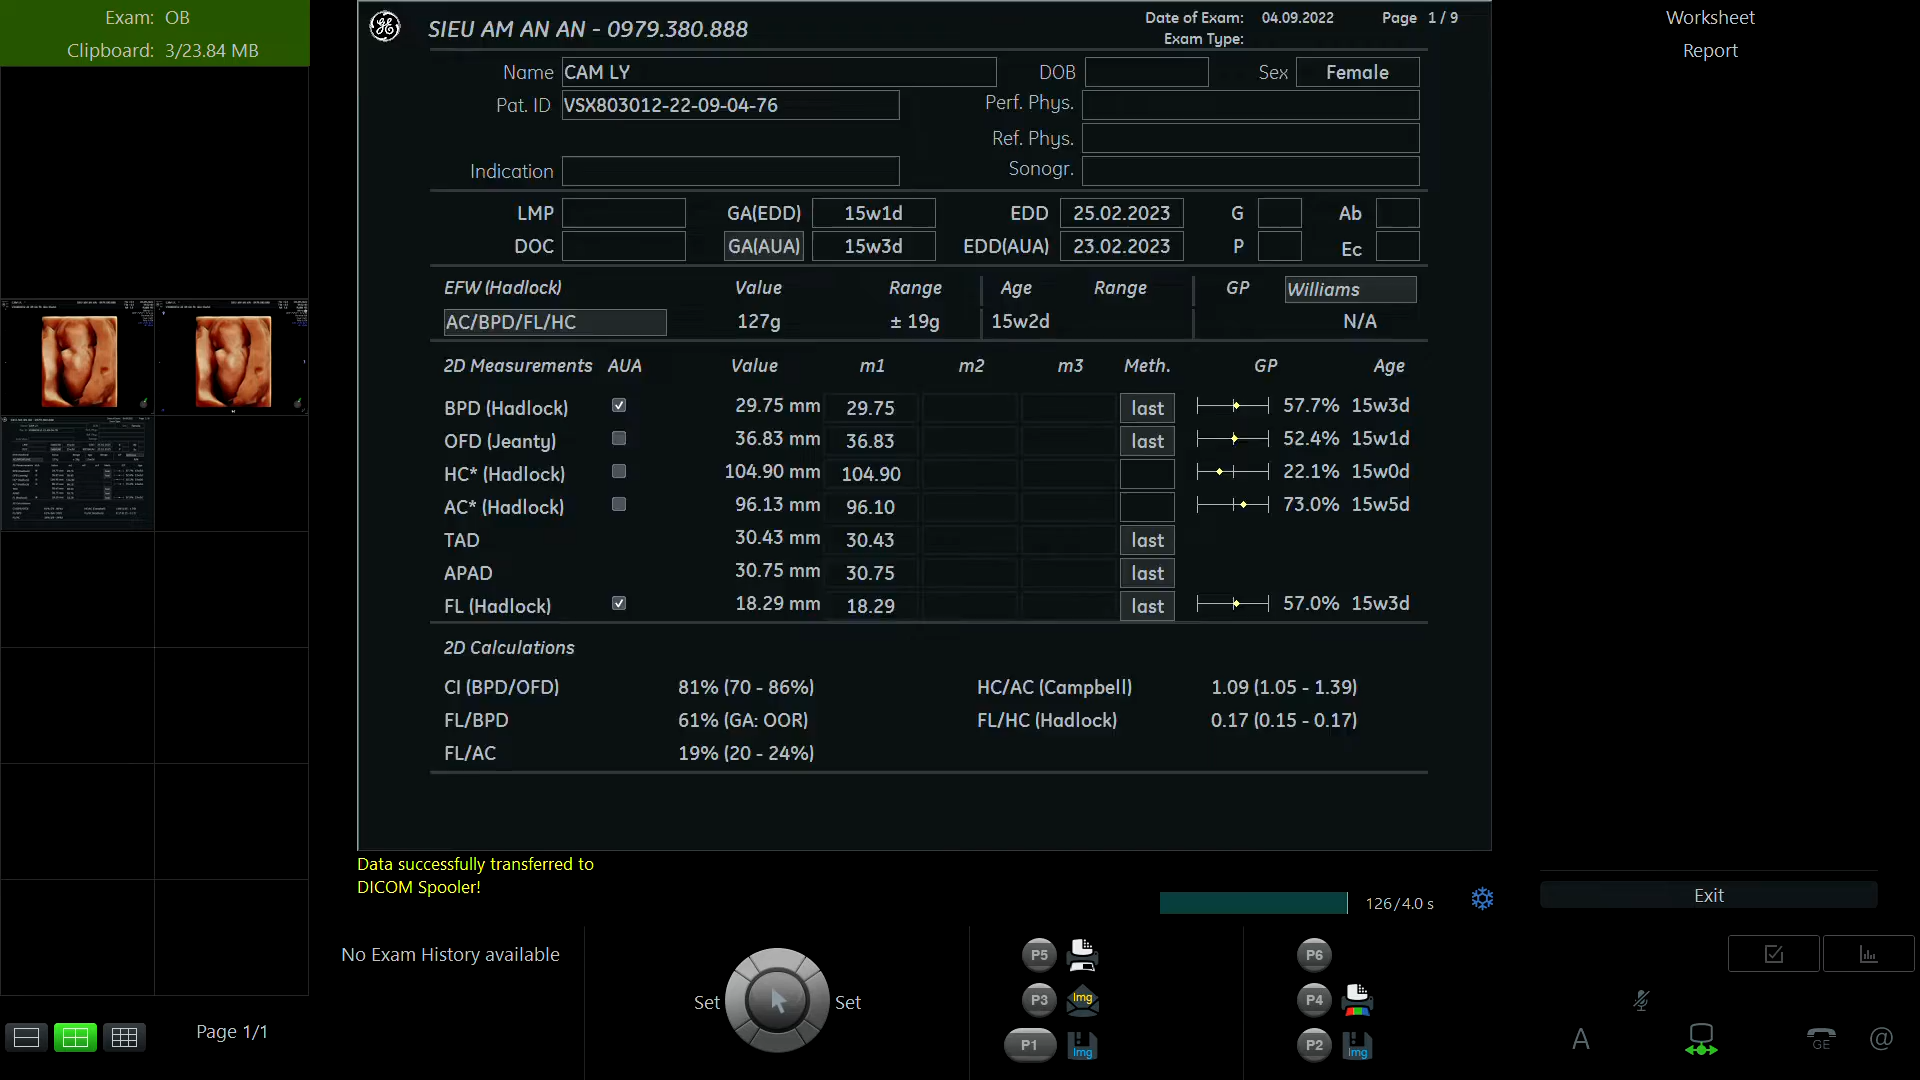 Exam: OB
Clipboard: 3/23.84 MB
SIEU AM AN AN - 0979.380.888
Date of Exam: 04.09.2022 Page 1 / 9
Exam Type:
Name CAM LY DOB Sex Female
Pat. ID VSX803012-22-09-04-76 Perf. Phys.
Ref. Phys.
Indication Sonogr.
LMP GA(EDD) 15w1d EDD 25.02.2023 G Ab
DOC GA(AUA) 15w3d EDD(AUA) 23.02.2023 P Ec
EFW (Hadlock) Value Range Age Range GP Williams
AC/BPD/FL/HC 127g ± 19g 15w2d N/A
2D Measurements AUA Value m1 m2 m3 Meth. GP Age
BPD (Hadlock) 29.75 mm 29.75 last 57.7% 15w3d
OFD (Jeanty) 36.83 mm 36.83 last 52.4% 15w1d
HC* (Hadlock) 104.90 mm 104.90 22.1% 15w0d
AC* (Hadlock) 96.13 mm 96.10 73.0% 15w5d
TAD 30.43 mm 30.43 last
APAD 30.75 mm 30.75 last
FL (Hadlock) 18.29 mm 18.29 last 57.0% 15w3d
2D Calculations
CI (BPD/OFD) 81% (70 - 86%) HC/AC (Campbell) 1.09 (1.05 - 1.39)
FL/BPD 61% (GA: OOR) FL/HC (Hadlock) 0.17 (0.15 - 0.17)
FL/AC 19% (20 - 24%)
Worksheet
Report
Data successfully transferred to
DICOM Spooler!
126/4.0 s
Exit
No Exam History available
Set Set
P5 P6
P3 Img P4
P1 Img P2 Img
A GE @
Page 1/1